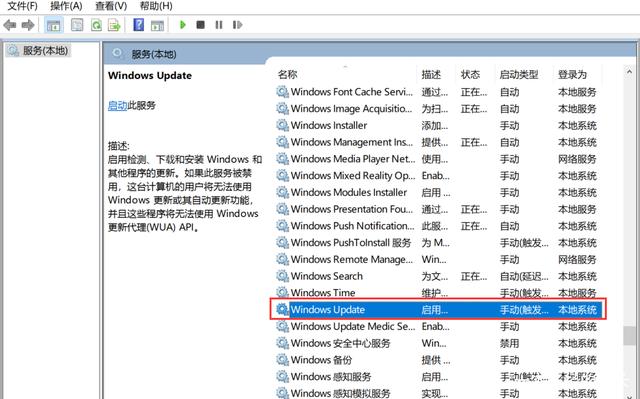 文件(F) 操作(A) 查看(V) 帮助(H)
服务(本地)
服务(本地)
Windows Update
启动此服务
描述:
启用检测、下载和安装 Windows 和
其他程序的更新。如果此服务被禁
用，这台计算机的用户将无法使用
Windows 更新或其自动更新功能，
并且这些程序将无法使用 Windows
更新代理(WUA) API。
名称 描述 状态 启动类型 登录为
Windows Font Cache Servi... 通过... 正在... 自动 本地服务
Windows Image Acquisitio... 为扫... 正在... 自动 本地服务
Windows Installer 添加... 手动 本地系统
Windows Management Ins... 提供... 正在... 自动 本地系统
Windows Media Player Net... 使用... 手动 网络服务
Windows Mixed Reality Op... Enab... 手动 本地系统
Windows Modules Installer 启用... 手动 本地系统
Windows Presentation Fou... 通过... 正在... 手动 本地服务
Windows Push Notification... 此服... 正在... 自动 本地系统
Windows PushToInstall 服务 为 M... 手动(触发... 本地系统
Windows Remote Manage... Win... 手动 网络服务
Windows Search 为文... 正在... 自动(延迟... 本地系统
Windows Time 维护... 手动(触发... 本地服务
Windows Update 启用... 手动(触发... 本地系统
Windows Update Medic Se... Enab... 手动 本地系统
Windows 安全中心服务 Win... 禁用 本地系统
Windows 备份 提供 ... 手动 本地系统
Windows 感知服务 启用... 手动(触发...
Windows 感知模拟服务 实现... 手动